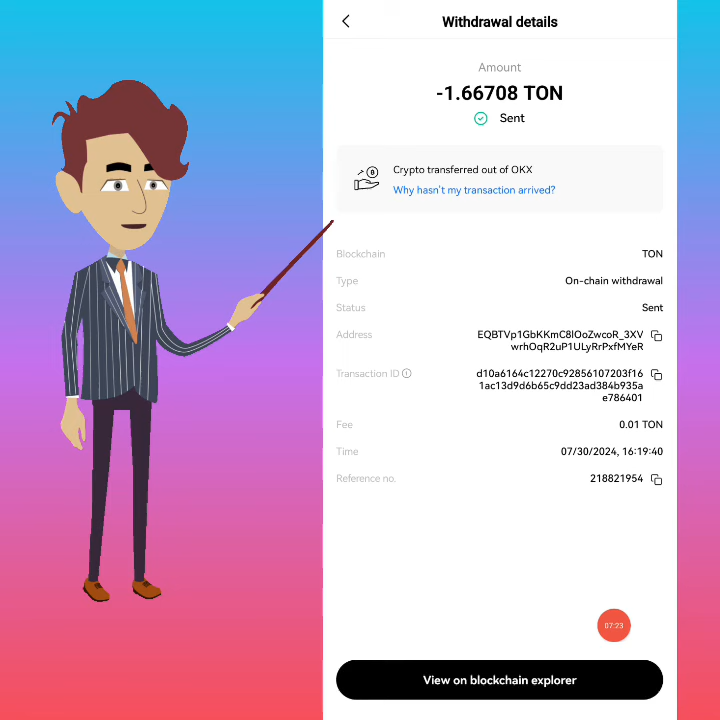 Withdrawal details
Amount
-1.66708 TON
Sent
Crypto transferred out of OKX
Why hasn't my transaction arrived?
Blockchain TON
Type On-chain withdrawal
Status Sent
Address EQBTVp1GbKKmC8lOoZwcoR_3XV
wrhOqR2uP1ULyRrPxfMYeR
Transaction ID d10a6164c12270c92856107203f16
1ac13d9d6b65c9dd23ad384b935a
e786401
Fee 0.01 TON
Time 07/30/2024, 16:19:40
Reference no. 218821954
07:23
View on blockchain explorer